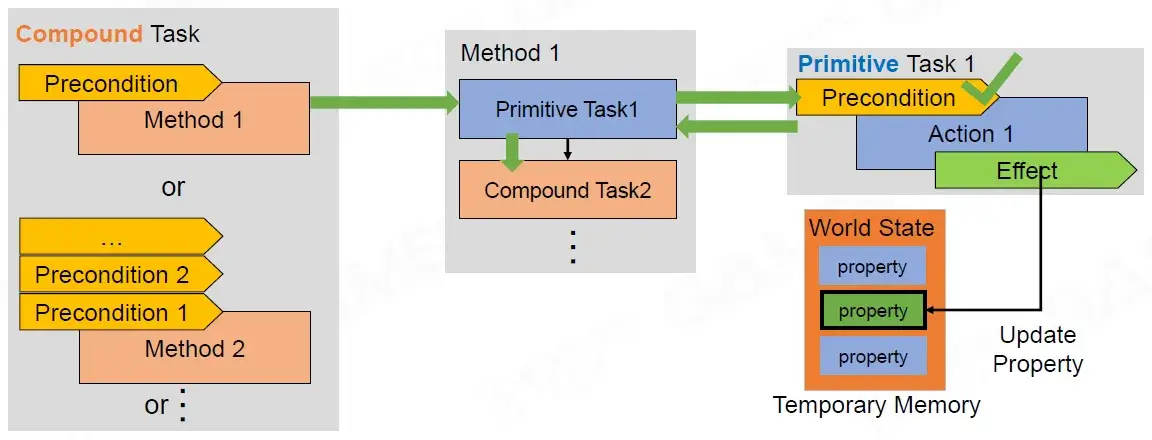 Compound Task
Precondition
Method 1
or
...
Precondition 2
Precondition 1
Method 2
or
Method 1
Primitive Task1
Compound Task2
Primitive Task 1
Precondition
Action 1
Effect
World State
property
property
property
Update
Property
Temporary Memory